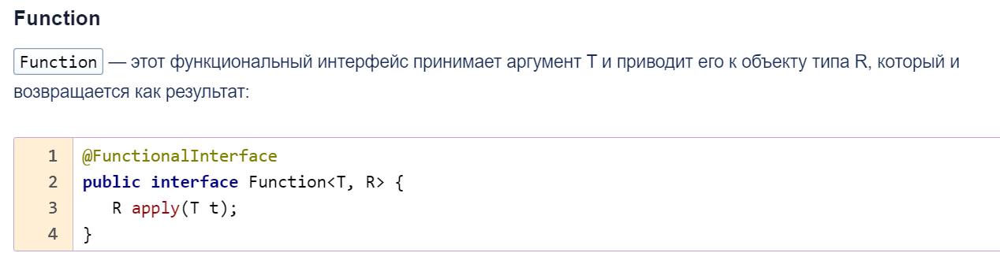 Function
Function — этот функциональный интерфейс принимает аргумент T и приводит его к объекту типа R, который и
возвращается как результат:
1 @FunctionalInterface
2 public interface Function<T, R> {
3    R apply(T t);
4 }